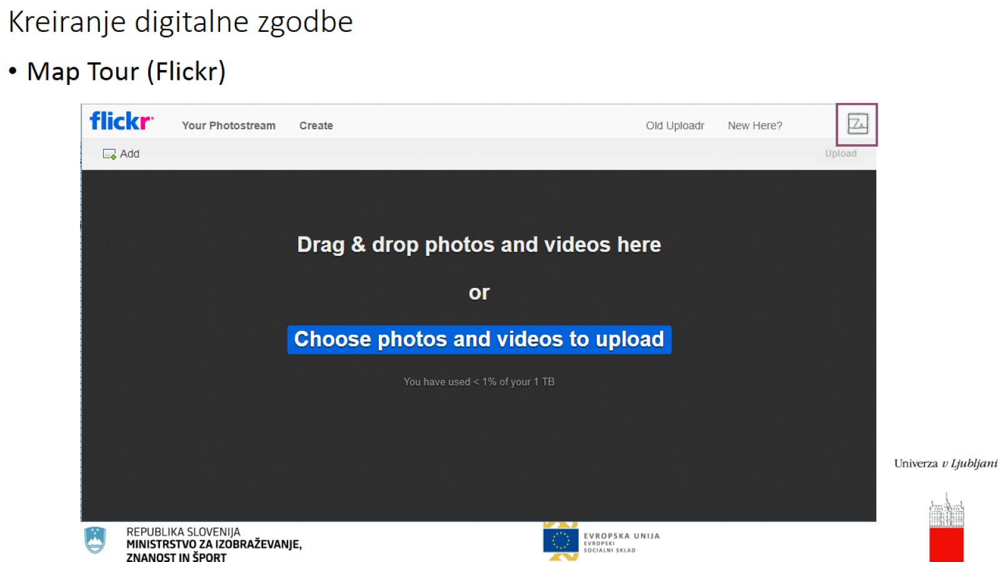 Kreiranje digitalne zgodbe
• Map Tour (Flickr)
flickr
Your Photostream Create Old Uploadr New Here?
Add Upload
Drag & drop photos and videos here
or
Choose photos and videos to upload
You have used < 1% of your 1 TB
Univerza v Ljubljani
REPUBLIKA SLOVENIJA
MINISTRSTVO ZA IZOBRAŽEVANJE,
ZNANOST IN ŠPORT
EVROPSKA UNIJA
EVROPSKI
SOCIALNI SKLAD